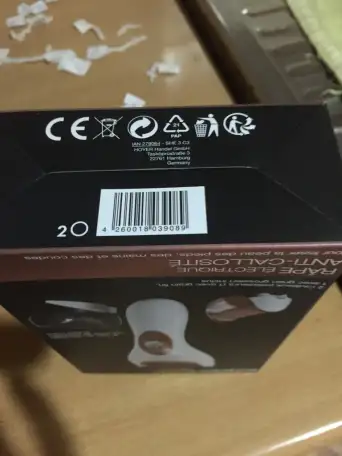 CE
21
PAP
IAN 279064 - SHE 3 C2
HOYER Handel GmbH
Tasköprüstraße 3
22761 Hamburg
Germany
2
4 260018 039089
pour la peau des pieds, des mains et des coudes
RÂPE ÉLECTRIQUE
ANTI-CALLOSITÉ